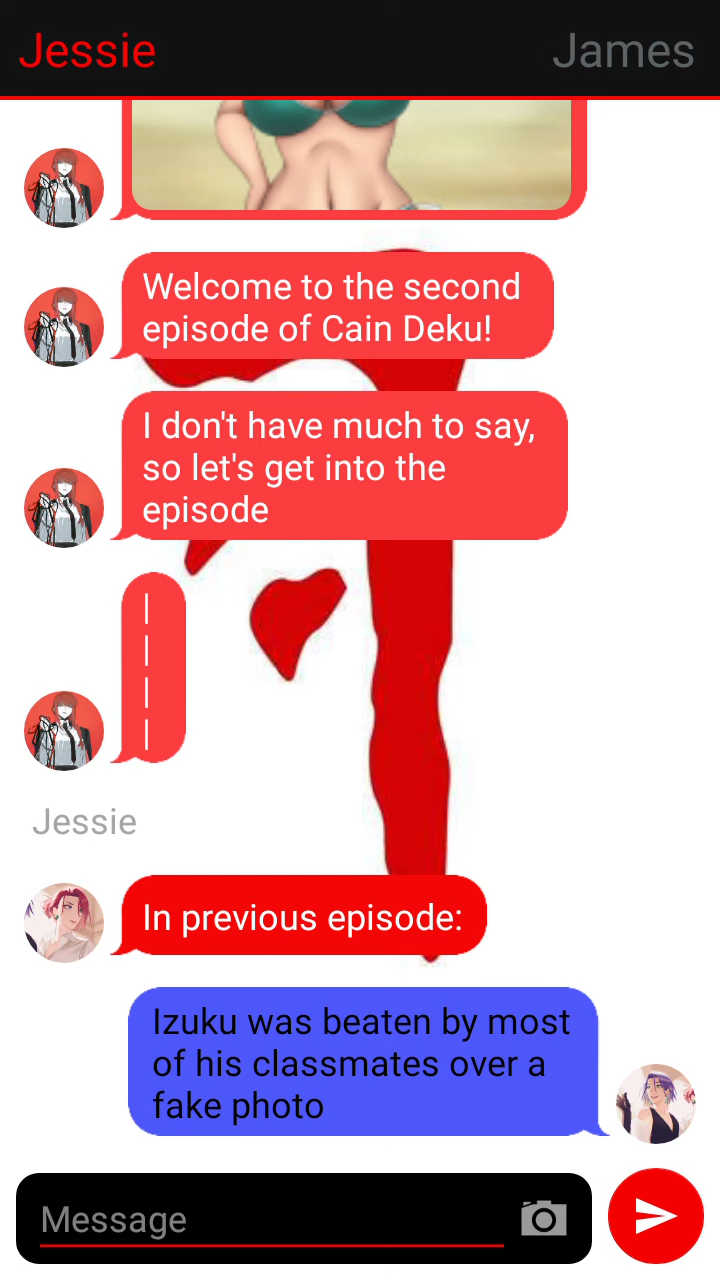 Jessie James
Welcome to the second
episode of Cain Deku!
I don't have much to say,
so let's get into the
episode
|
|
|
|
Jessie
In previous episode:
Izuku was beaten by most
of his classmates over a
fake photo
Message